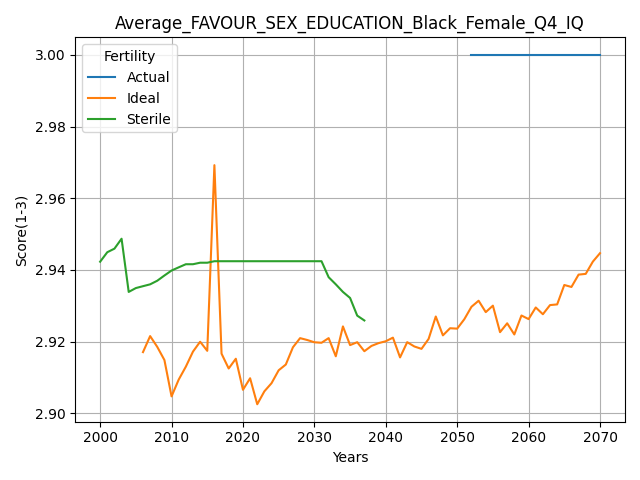 Average_FAVOUR_SEX_EDUCATION_Black_Female_Q4_IQ
Fertility
Actual
Ideal
Sterile
3.00
2.98
2.96
2.94
2.92
2.90
Score(1-3)
2000 2010 2020 2030 2040 2050 2060 2070
Years